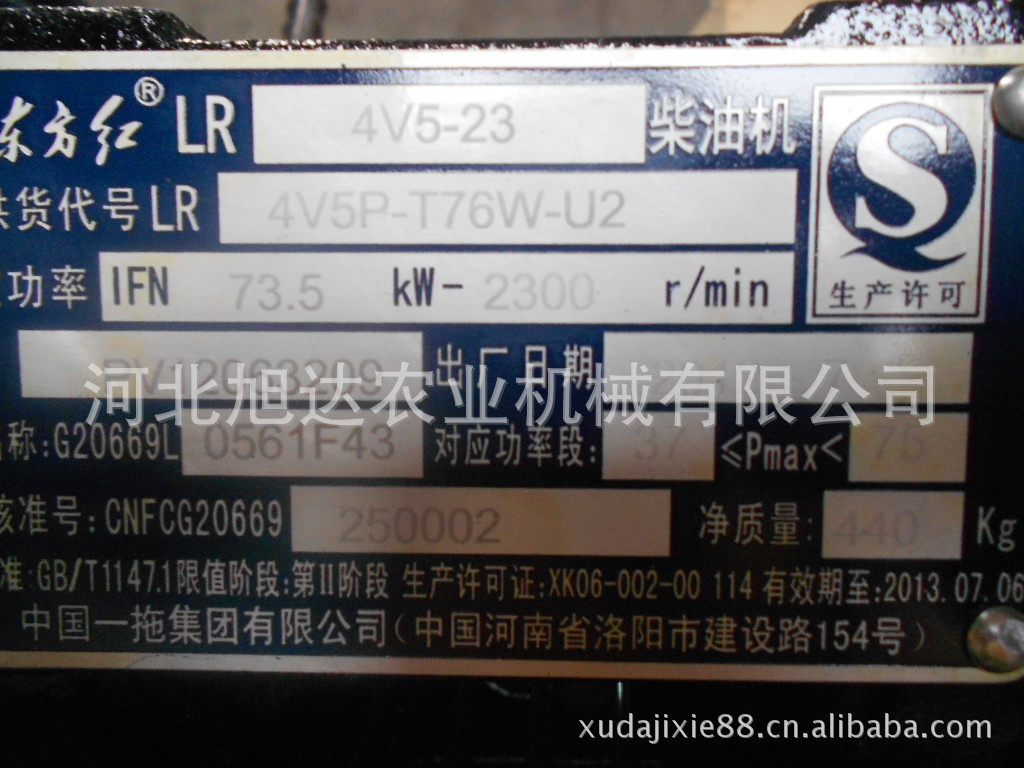 东方红® LR 4V5-23 柴油机
供货代号LR 4V5P-T76W-U2
功率 IFN 73.5 kW- 2300 r/min
生产许可
出厂日期
称:G20669L 0561F43 对应功率段: 37 ≤Pmax< 75
核准号:CNFCG20669 250002 净质量: 440 Kg
准:GB/T1147.1限值阶段:第II阶段 生产许可证:XK06-002-00 114 有效期至:2013.07.06
中国一拖集团有限公司(中国河南省洛阳市建设路154号)
河北旭达农业机械有限公司
xudajixie88.cn.alibaba.com